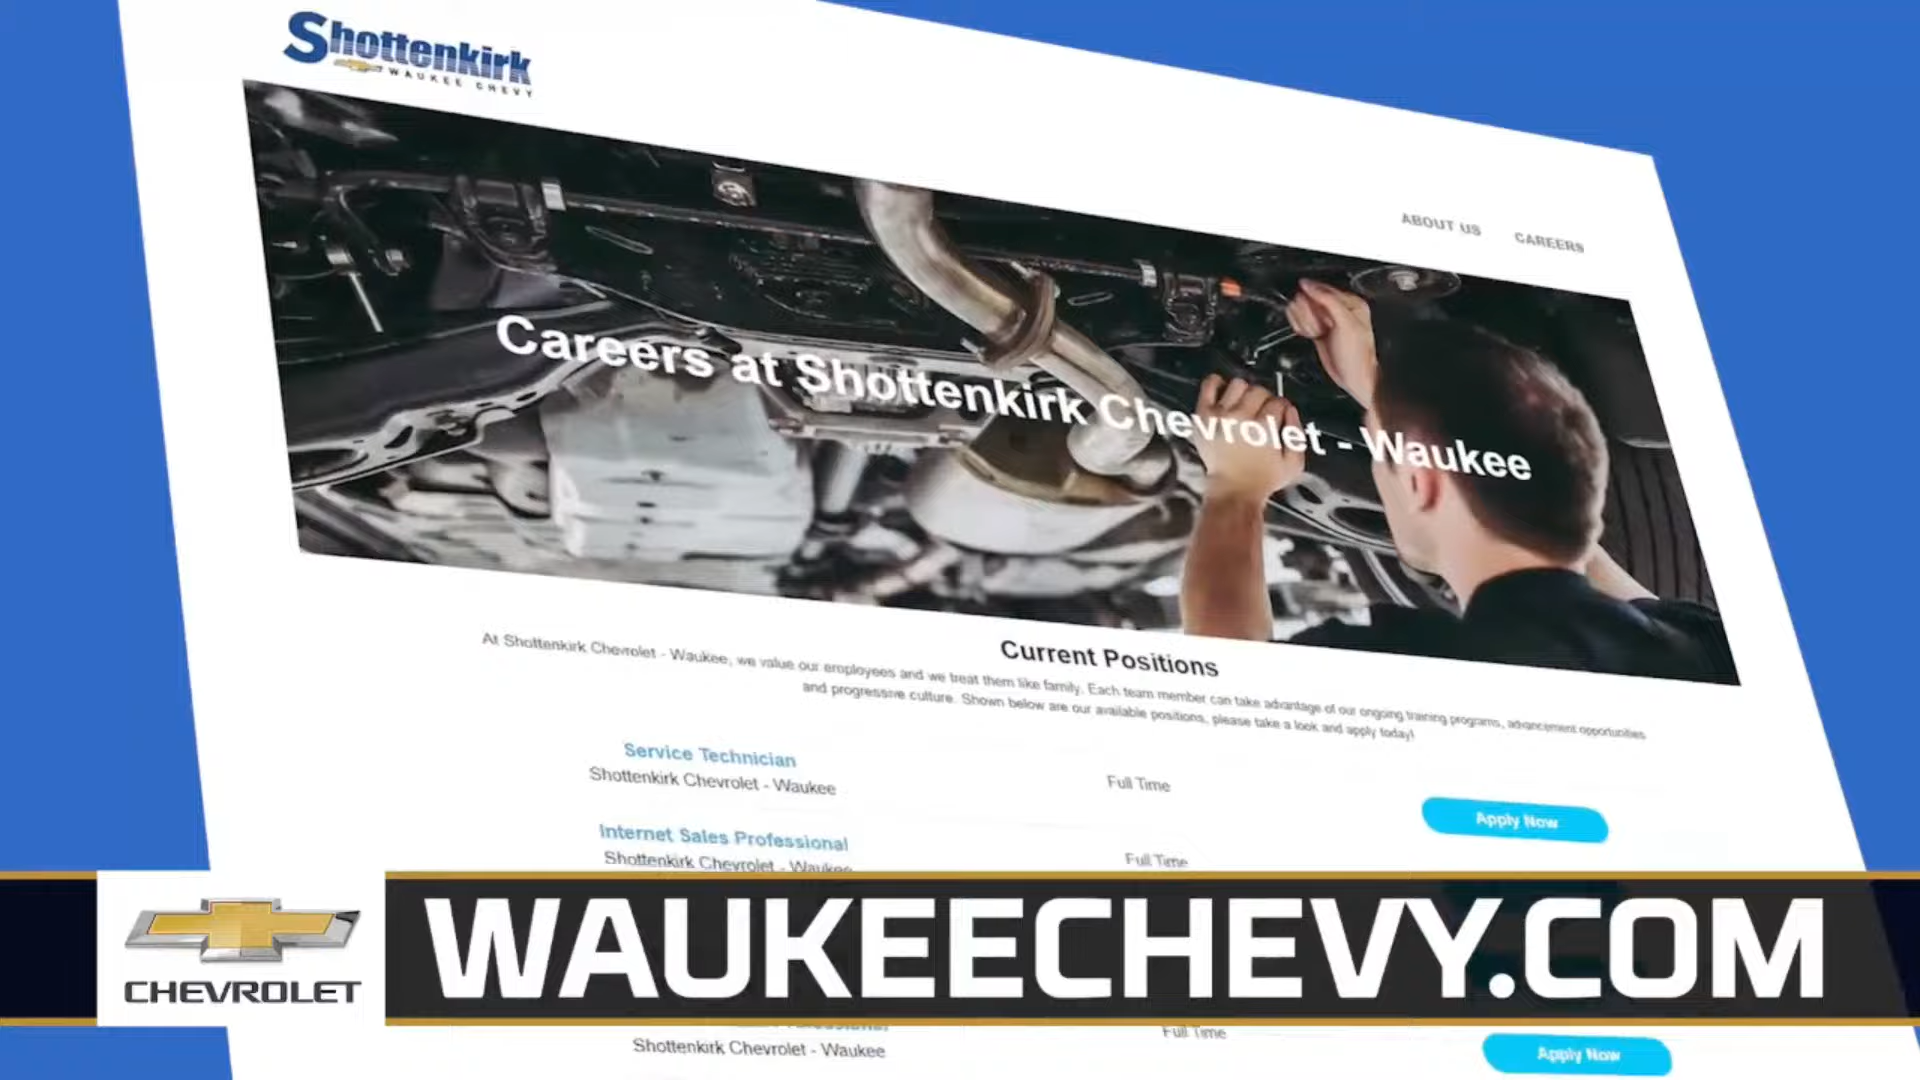 Shottenkirk
WAUKEE CHEVY
ABOUT US CAREERS
Careers at Shottenkirk Chevrolet - Waukee
Current Positions
At Shottenkirk Chevrolet - Waukee, we value our employees and we treat them like family. Each team member can take advantage of our ongoing training programs, advancement opportunities
and progressive culture. Shown below are our available positions, please take a look and apply today!
Service Technician
Shottenkirk Chevrolet - Waukee
Full Time
Apply Now
Internet Sales Professional
Shottenkirk Chevrolet - Waukee
Full Time
CHEVROLET
WAUKEECHEVY.COM
Full Time
Shottenkirk Chevrolet - Waukee
Apply Now